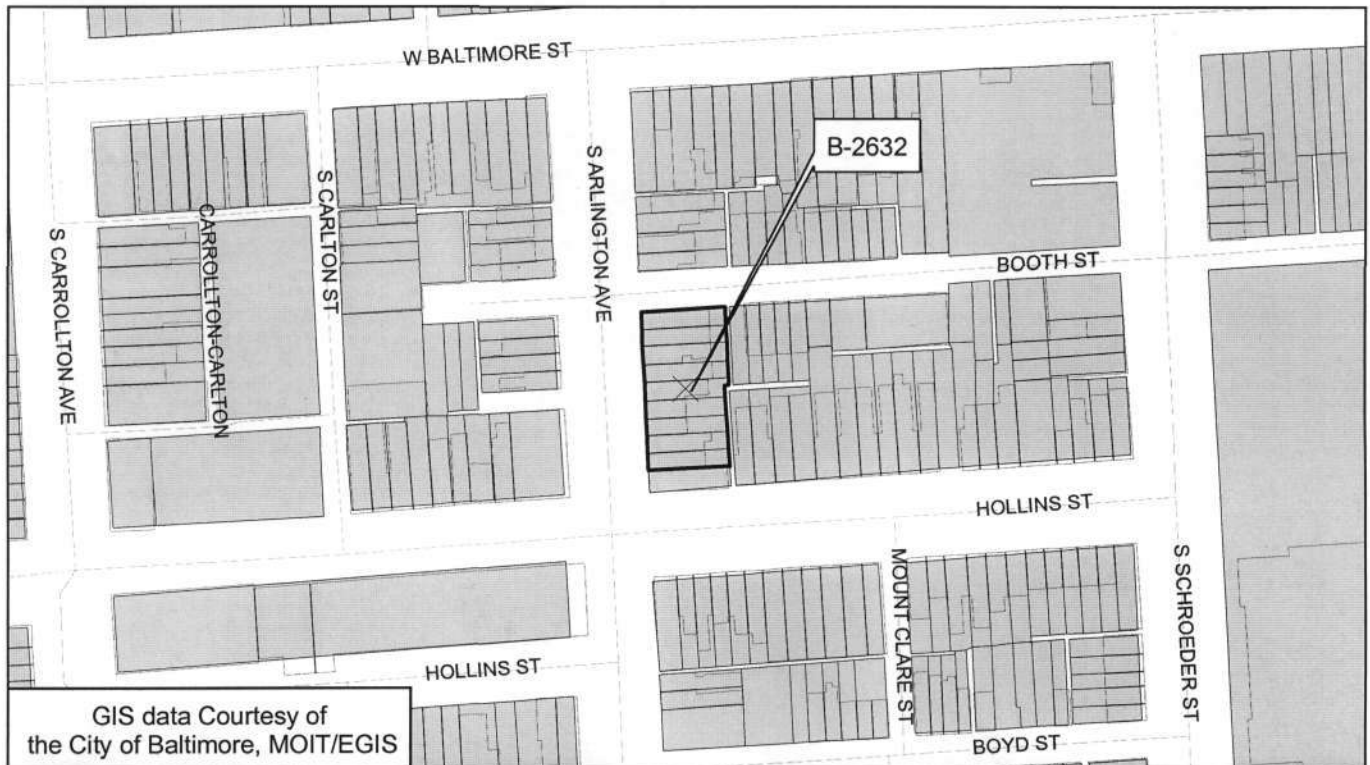 W BALTIMORE ST
B-2632
S ARLINGTON AVE
S CARLTON ST
CARROLLTON-CARLTON
S CARROLLTON AVE
BOOTH ST
HOLLINS ST
MOUNT CLARE ST
S SCHROEDER ST
HOLLINS ST
BOYD ST
GIS data Courtesy of
the City of Baltimore, MOIT/EGIS